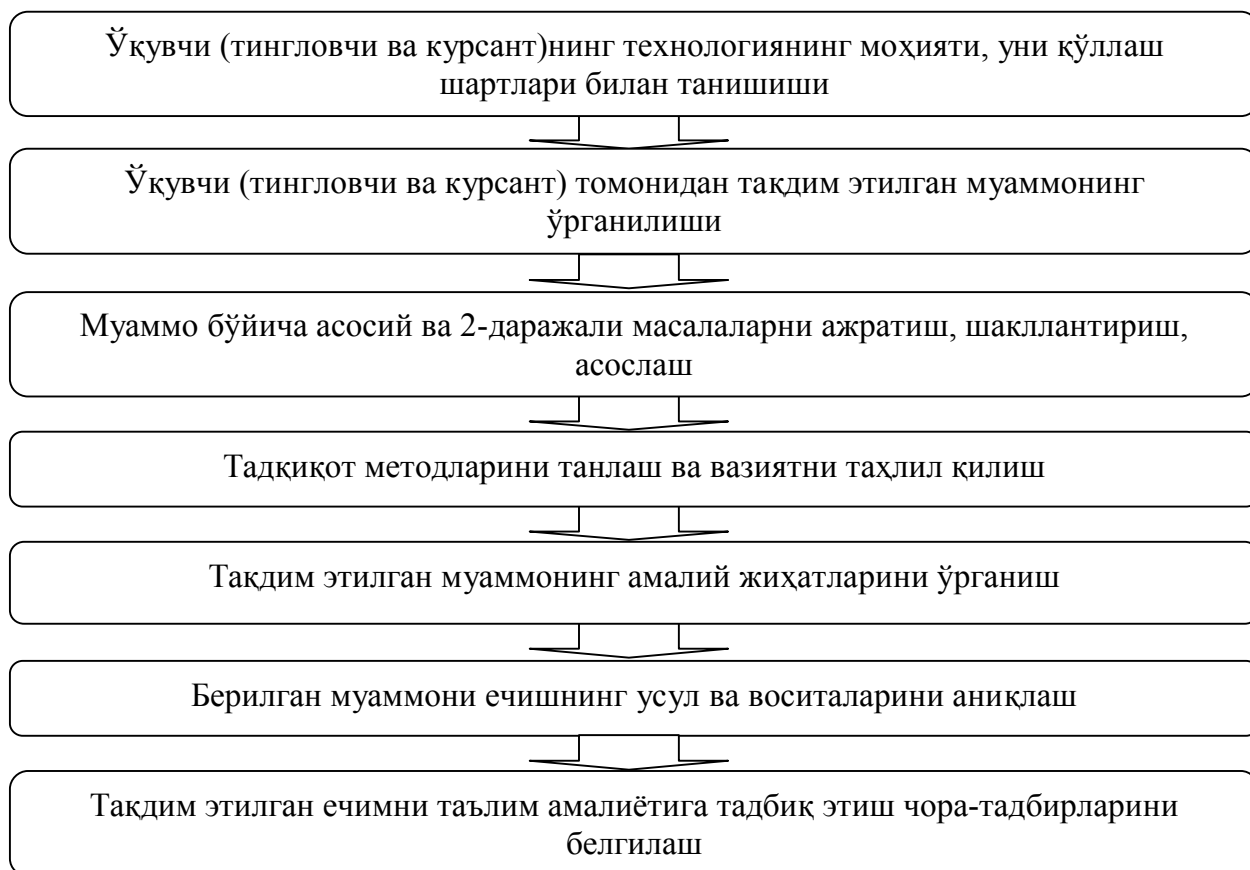 Ўқувчи (тингловчи ва курсант)нинг технологиянинг моҳияти, уни қўллаш
шартлари билан танишиши
Ўқувчи (тингловчи ва курсант) томонидан тақдим этилган муаммонинг
ўрганилиши
Муаммо бўйича асосий ва 2-даражали масалаларни ажратиш, шакллантириш,
асослаш
Тадқиқот методларини танлаш ва вазиятни таҳлил қилиш
Тақдим этилган муаммонинг амалий жиҳатларини ўрганиш
Берилган муаммони ечишнинг усул ва воситаларини аниқлаш
Тақдим этилган ечимни таълим амалиётига тадбиқ этиш чора-тадбирларини
белгилаш